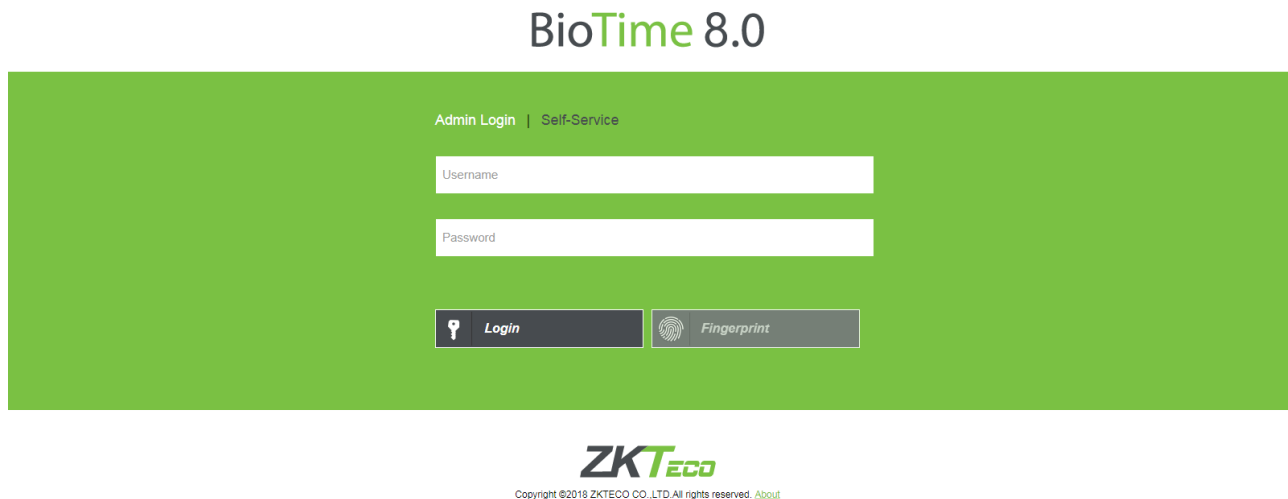 BioTime 8.0
Admin Login | Self-Service
Username
Password
Login Fingerprint
ZKTECO
Copyright ©2018 ZKTECO CO.,LTD.All rights reserved. About